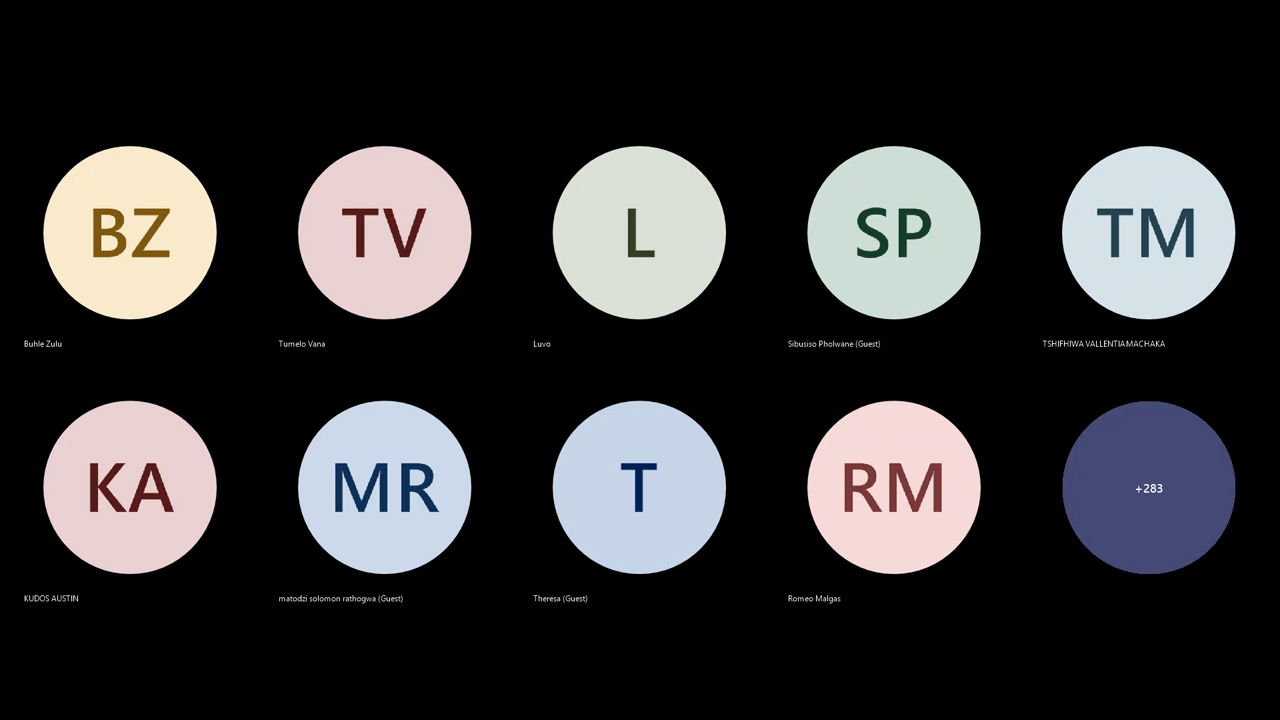 BZ
TV
L
SP
TM
Buhle Zulu
Tumelo Vana
Luvo
Sibusiso Pholwane (Guest)
TSHIFHIWA VALLENTIA MACHAKA
KA
MR
T
RM
+283
KUDOS AUSTIN
matodzi solomon rathogwa (Guest)
Theresa (Guest)
Romeo Malgas